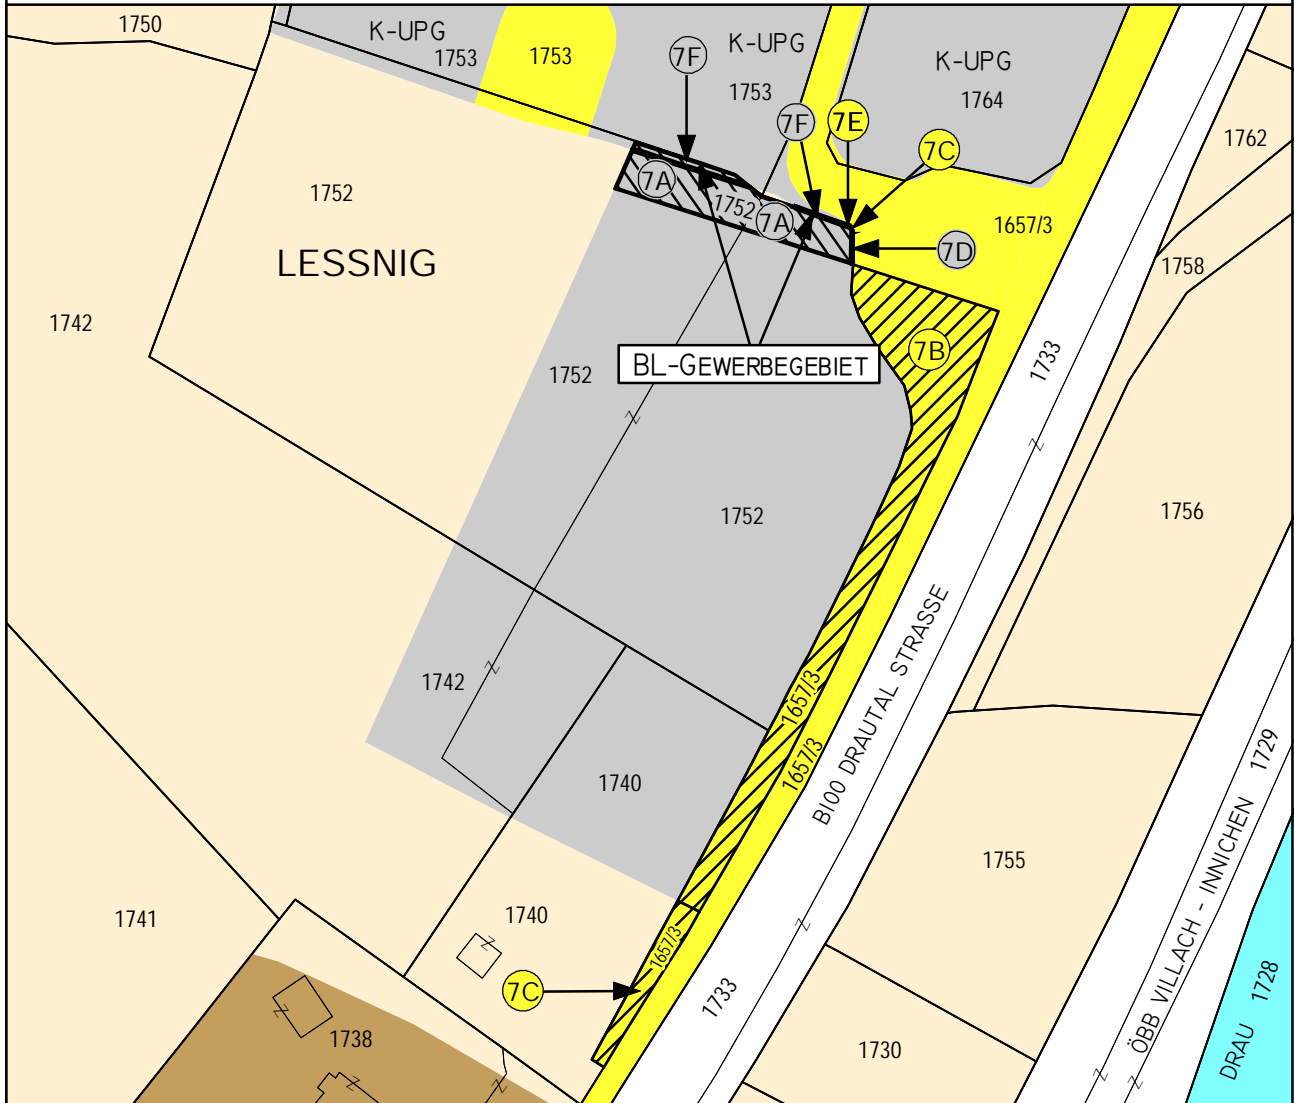 1750
K-UPG
1753
1753
7F
K-UPG
1753
K-UPG
1764
7F
7E
7C
1762
1752
7A
1752
7A
1657/3
7D
1758
LESSNIG
1742
7B
1733
1752
BL-GEWERBEGEBIET
1752
1756
1742
1657/3
1657/3
B100 DRAUTAL STRASSE
1740
1729
ÖBB VILLACH - INNICHEN
1755
1741
1740
1657/3
7C
1733
1728
DRAU
1738
1730